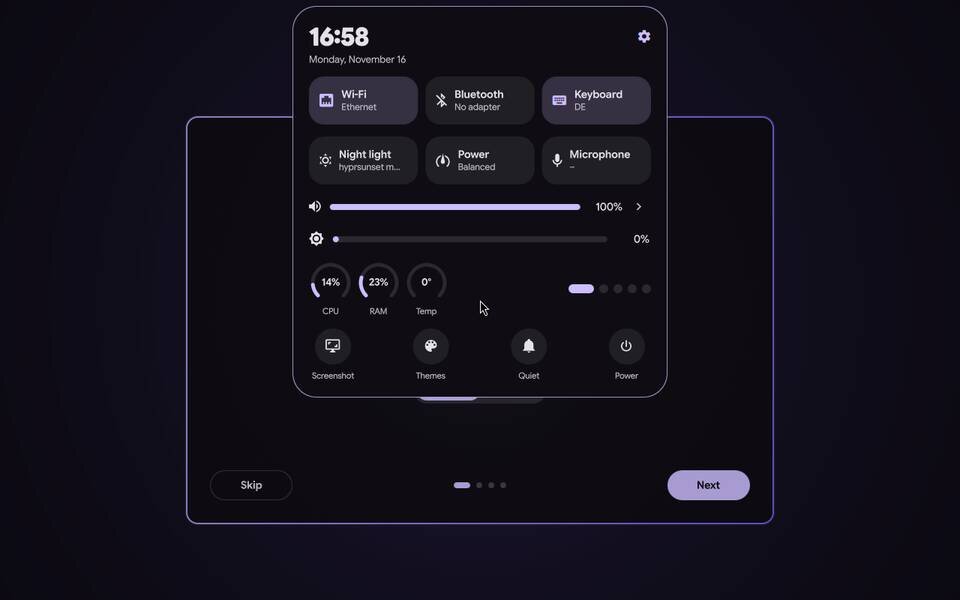 16:58
Monday, November 16
Wi-Fi
Ethernet
Bluetooth
No adapter
Keyboard
DE
Night light
hyprsunset m...
Power
Balanced
Microphone
–
100%
0%
14%
23%
0°
CPU
RAM
Temp
Screenshot
Themes
Quiet
Power
Skip
Next